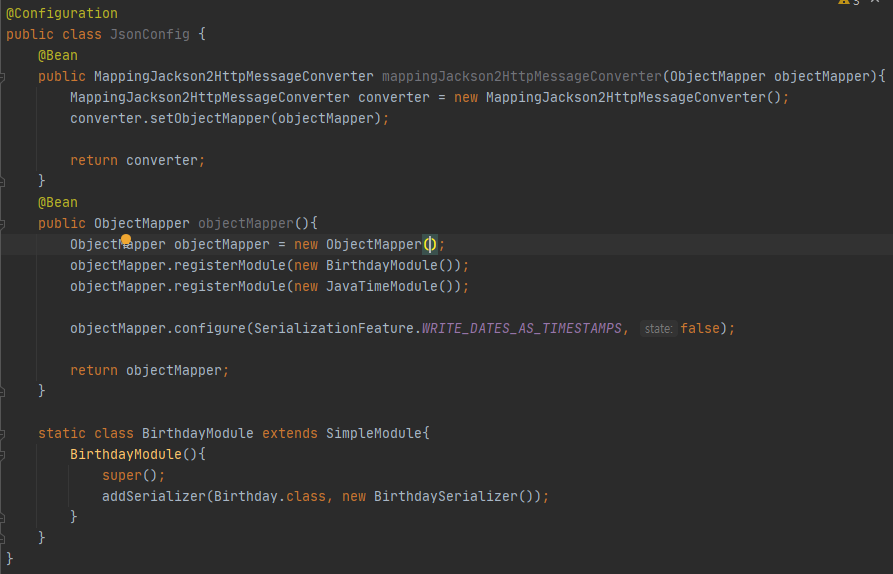 3
@Configuration
public class JsonConfig {
@Bean
public MappingJackson2HttpMessageConverter mappingJackson2HttpMessageConverter(ObjectMapper objectMapper){
MappingJackson2HttpMessageConverter converter = new MappingJackson2HttpMessageConverter();
converter.setObjectMapper(objectMapper);
return converter;
}
@Bean
public ObjectMapper objectMapper(){
ObjectMapper objectMapper = new ObjectMapper();
objectMapper.registerModule(new BirthdayModule());
objectMapper.registerModule(new JavaTimeModule());
objectMapper.configure(SerializationFeature.WRITE_DATES_AS_TIMESTAMPS, state: false);
return objectMapper;
}
static class BirthdayModule extends SimpleModule{
BirthdayModule(){
super();
addSerializer(Birthday.class, new BirthdaySerializer());
}
}
}